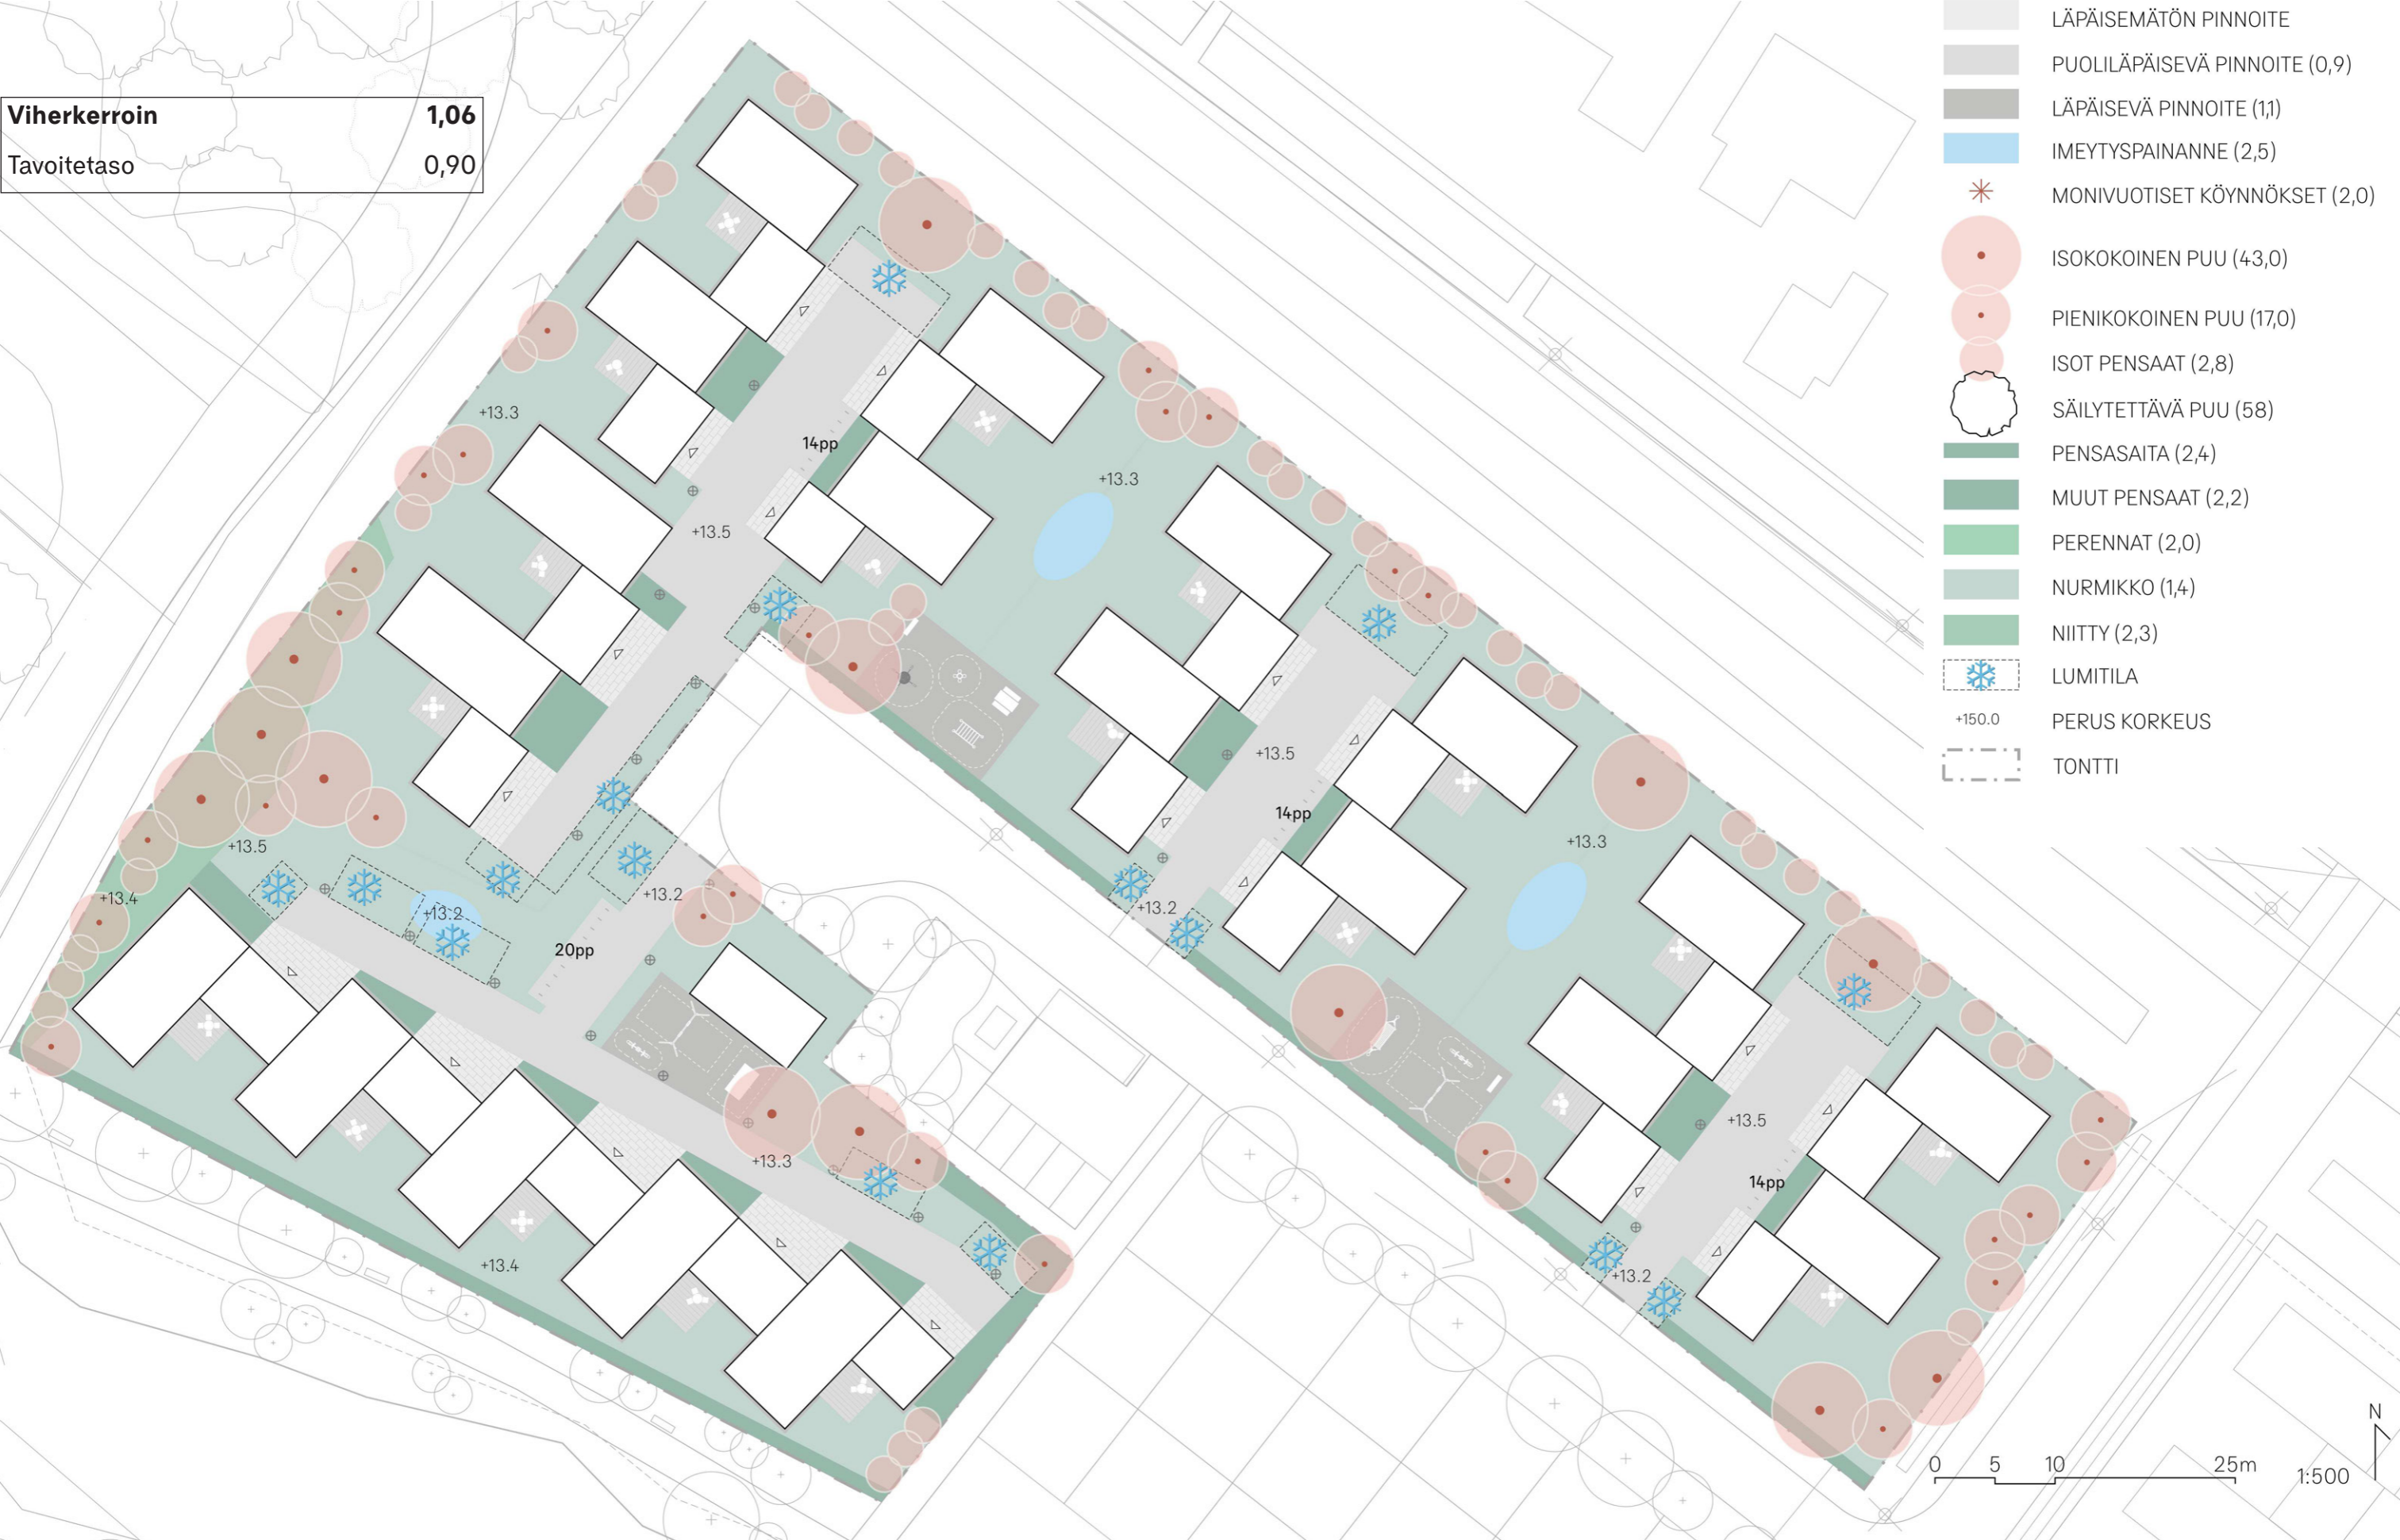 Viherkerroin 1,06
Tavoitetaso 0,90
LÄPÄISEMÄTÖN PINNOITE
PUOLILÄPÄISEVÄ PINNOITE (0,9)
LÄPÄISEVÄ PINNOITE (1,1)
IMEYTYSPAINANNE (2,5)
MONIVUOTISET KÖYNNÖKSET (2,0)
ISOKOKOINEN PUU (43,0)
PIENIKOKOINEN PUU (17,0)
ISOT PENSAAT (2,8)
SÄILYTETTÄVÄ PUU (58)
PENSASAITA (2,4)
MUUT PENSAAT (2,2)
PERENNAT (2,0)
NURMIKKO (1,4)
NIITTY (2,3)
LUMITILA
+150.0 PERUS KORKEUS
TONTTI
+13.3
14pp
+13.3
+13.5
+13.5
14pp
+13.3
+13.5
+13.4
+13.2
+13.2
+13.2
20pp
+13.5
+13.3
14pp
+13.4
+13.2
N
0 5 10 25m
1:500